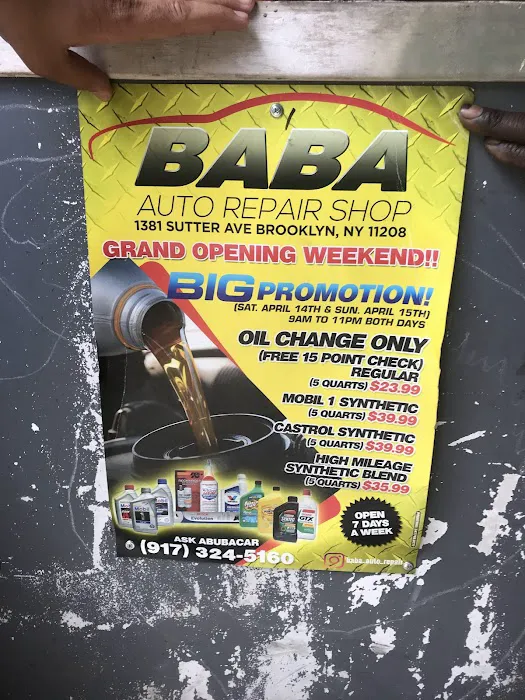 BABA
AUTO REPAIR SHOP
1381 SUTTER AVE BROOKLYN, NY 11208
GRAND OPENING WEEKEND!!
BIG PROMOTION!
(SAT. APRIL 14TH & SUN. APRIL 15TH)
9AM TO 11PM BOTH DAYS
OIL CHANGE ONLY
(FREE 15 POINT CHECK)
REGULAR
(5 QUARTS) $23.99
MOBIL 1 SYNTHETIC
(5 QUARTS) $39.99
CASTROL SYNTHETIC
(5 QUARTS) $39.99
HIGH MILEAGE
SYNTHETIC BLEND
(5 QUARTS) $35.99
OPEN
7 DAYS
A WEEK
ASK ABUBACAR
(917) 324-5160
baba_auto_repair